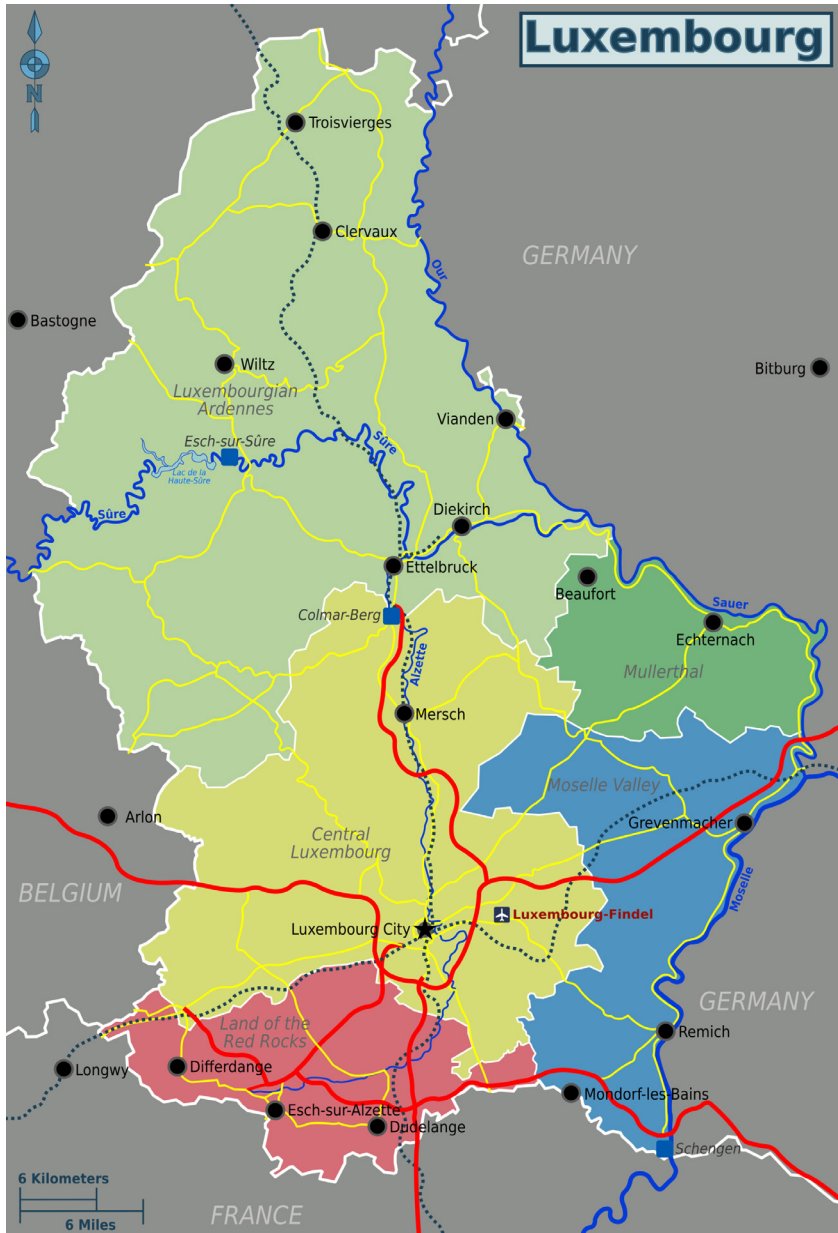 Luxembourg
N
Troisvierges
Clervaux
GERMANY
Our
Bastogne
Wiltz
Bitburg
Luxembourgian
Ardennes
Vianden
Esch-sur-Sûre
Sûre
Lac de la
Haute-Sûre
Sûre
Diekirch
Ettelbruck
Beaufort
Colmar-Berg
Sauer
Echternach
Alzette
Mullerthal
Mersch
Moselle Valley
Arlon
Grevenmacher
Central
Luxembourg
BELGIUM
Moselle
Luxembourg-Findel
Luxembourg City
GERMANY
Land of the
Red Rocks
Remich
Longwy
Differdange
Mondorf-les-Bains
Esch-sur-Alzette
Dudelange
Schengen
6 Kilometers
6 Miles
FRANCE